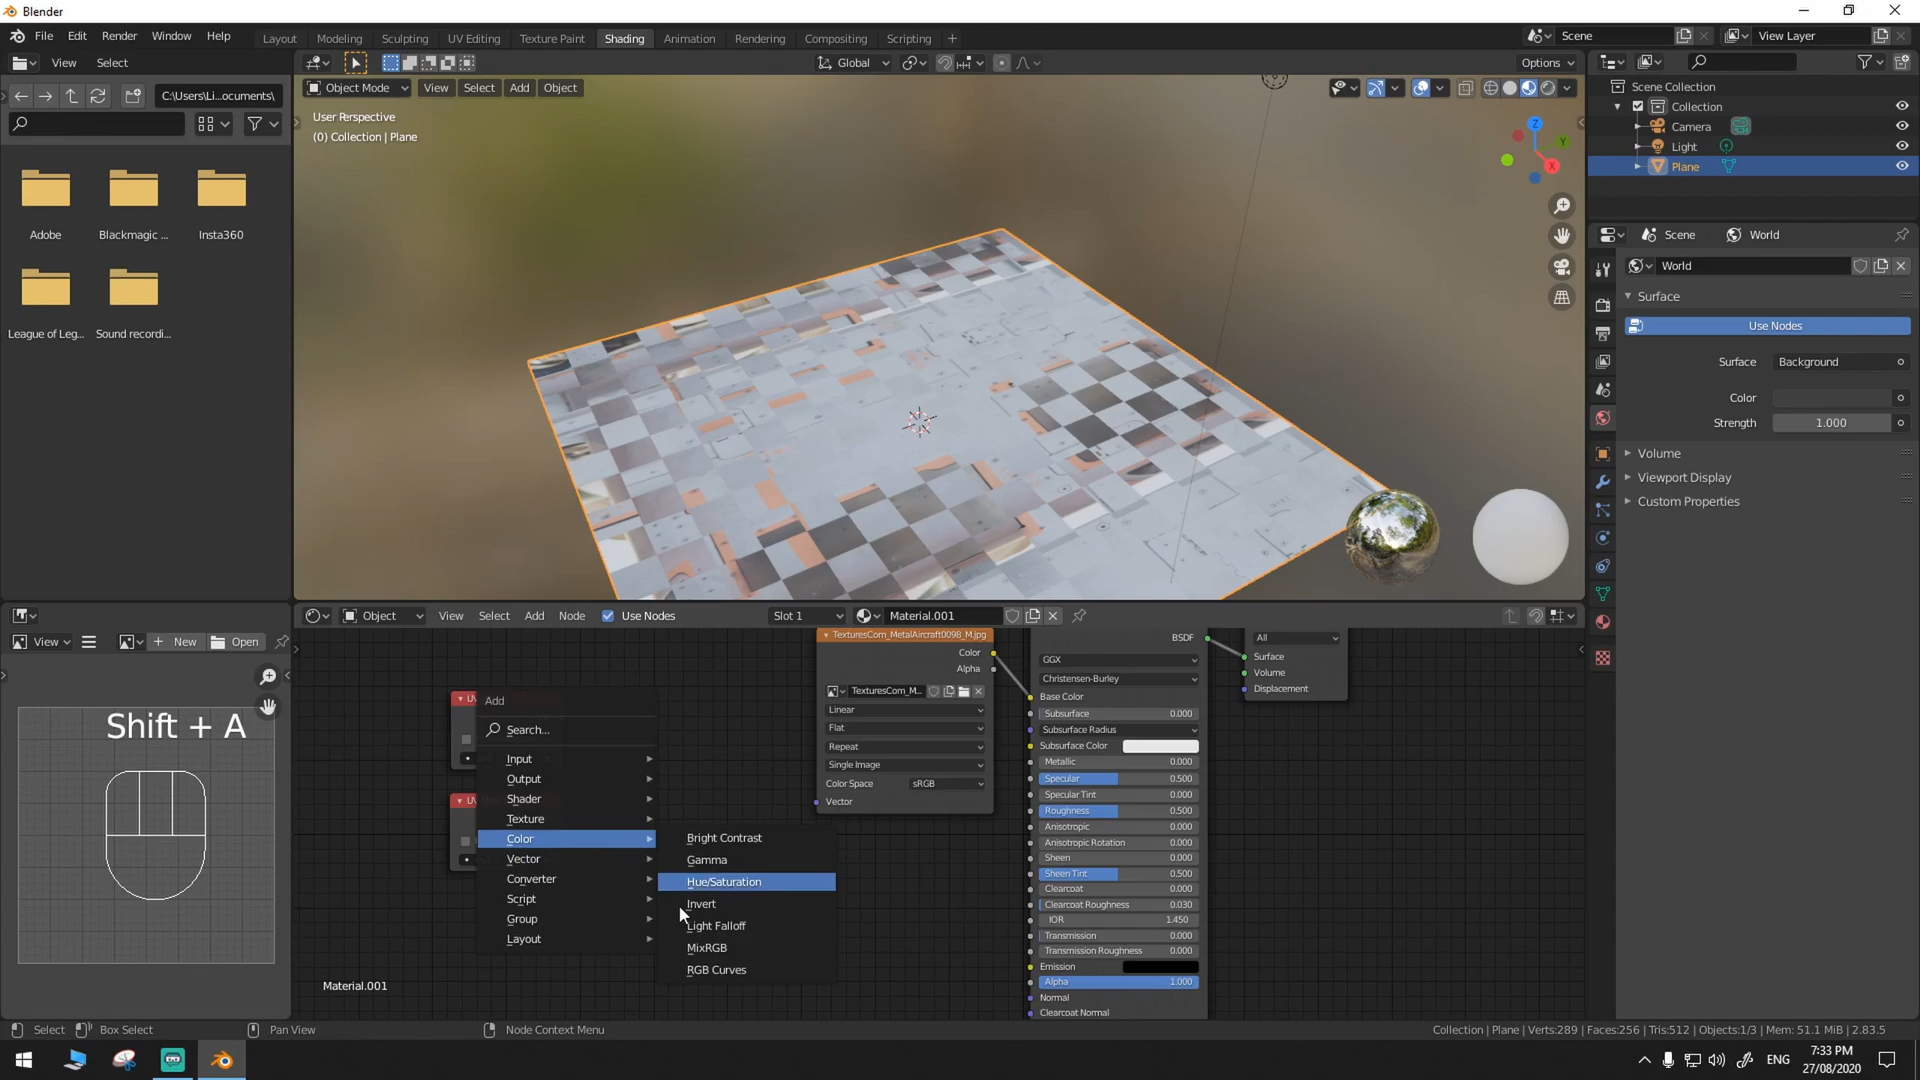 Blender
File Edit Render Window Help
Layout Modeling Sculpting UV Editing Texture Paint Shading Animation Rendering Compositing Scripting +
Scene View Layer
View Select
Global Options
C:\Users\Li...ocuments\
Object Mode View Select Add Object
User Perspective
(0) Collection | Plane
Z Y X
Adobe Blackmagic ... Insta360
League of Leg... Sound recordi...
Scene Collection
Collection
Camera
Light
Plane
Scene World
World
Surface
Use Nodes
Surface Background
Color
Strength 1.000
Volume
Viewport Display
Custom Properties
View New Open
Object View Select Add Node Use Nodes Slot 1 Material.001
Shift + A
UV
UV
Add
Search...
Input
Output
Shader
Texture
Color
Vector
Converter
Script
Group
Layout
Bright Contrast
Gamma
Hue/Saturation
Invert
Light Falloff
MixRGB
RGB Curves
Material.001
TexturesCom_MetalAircraft0098_M.jpg
Color
Alpha
TexturesCom_M...
Linear
Flat
Repeat
Single Image
Color Space sRGB
Vector
BSDF
GGX
Christensen-Burley
Base Color
Subsurface 0.000
Subsurface Radius
Subsurface Color
Metallic 0.000
Specular 0.500
Specular Tint 0.000
Roughness 0.500
Anisotropic 0.000
Anisotropic Rotation 0.000
Sheen 0.000
Sheen Tint 0.500
Clearcoat 0.000
Clearcoat Roughness 0.030
IOR 1.450
Transmission 0.000
Transmission Roughness 0.000
Emission
Alpha 1.000
Normal
Clearcoat Normal
All
Surface
Volume
Displacement
Select Box Select Pan View Node Context Menu
Collection | Plane | Verts:289 | Faces:256 | Tris:512 | Objects:1/3 | Mem: 51.1 MiB | 2.83.5
ENG
7:33 PM
27/08/2020